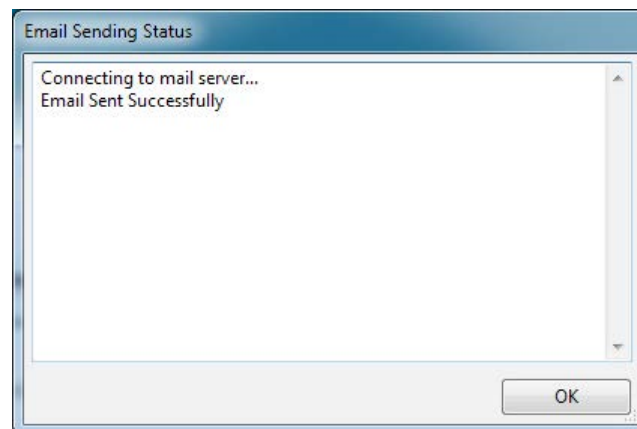 Email Sending Status
Connecting to mail server...
Email Sent Successfully
OK